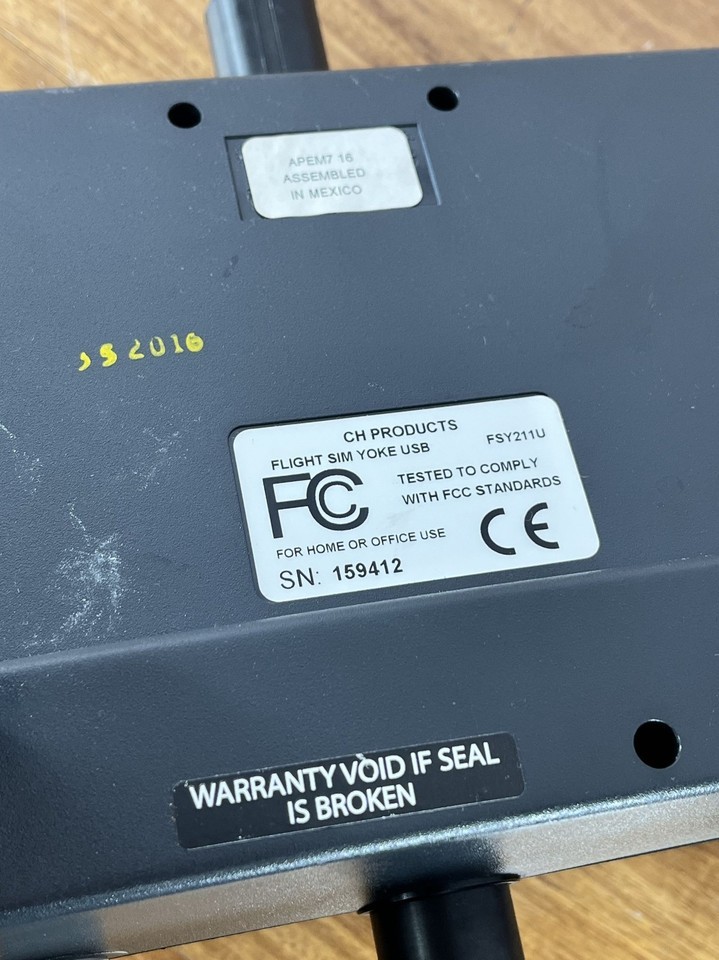 APEM7 16
ASSEMBLED
IN MEXICO
2016
CH PRODUCTS
FLIGHT SIM YOKE USB FSY211U
FC
TESTED TO COMPLY
WITH FCC STANDARDS
FOR HOME OR OFFICE USE
CE
SN: 159412
WARRANTY VOID IF SEAL
IS BROKEN